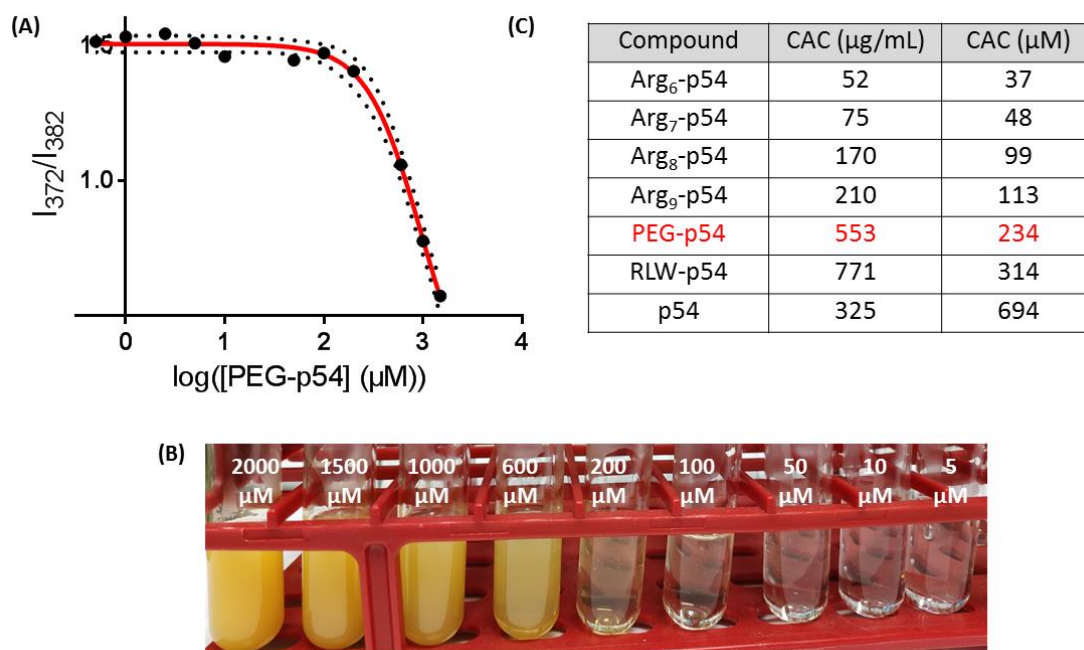 (A)
1.5
1.0
I372/I382
0
1
2
3
4
log([PEG-p54] (µM))
(C)
Compound CAC (µg/mL) CAC (µM)
Arg6-p54 52 37
Arg7-p54 75 48
Arg8-p54 170 99
Arg9-p54 210 113
PEG-p54 553 234
RLW-p54 771 314
p54 325 694
(B)
2000 µM
1500 µM
1000 µM
600 µM
200 µM
100 µM
50 µM
10 µM
5 µM